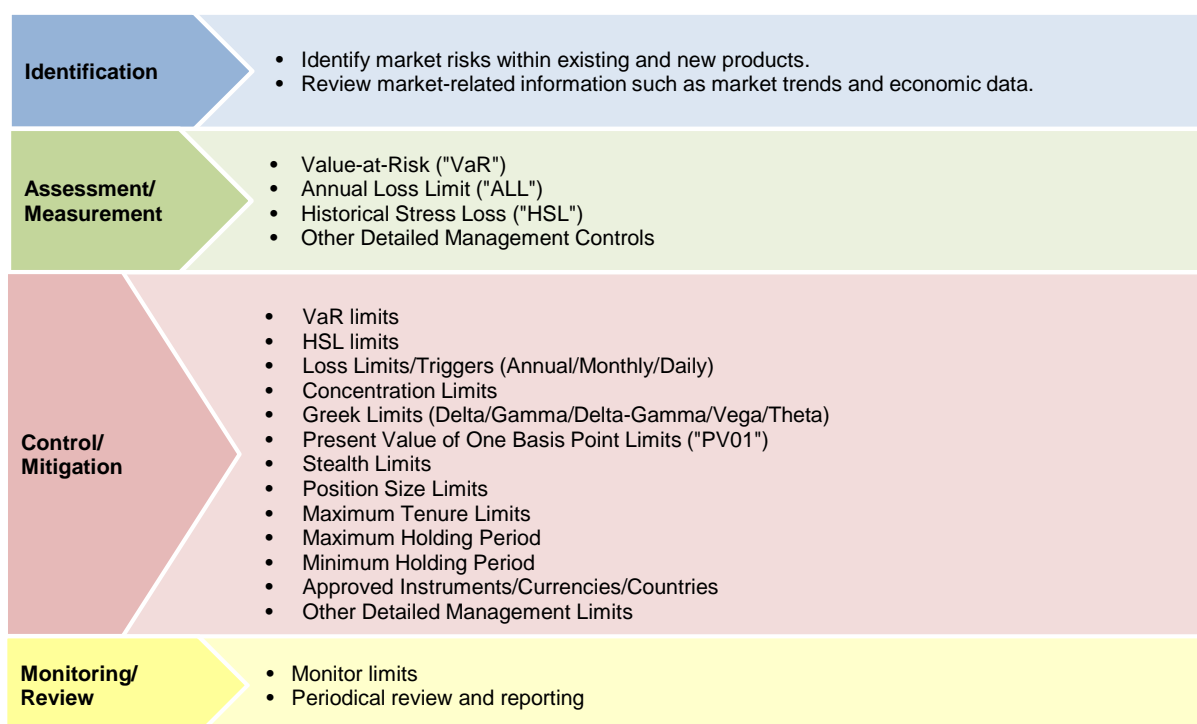 Identification
• Identify market risks within existing and new products.
• Review market-related information such as market trends and economic data.
Assessment/
Measurement
• Value-at-Risk ("VaR")
• Annual Loss Limit ("ALL")
• Historical Stress Loss ("HSL")
• Other Detailed Management Controls
Control/
Mitigation
• VaR limits
• HSL limits
• Loss Limits/Triggers (Annual/Monthly/Daily)
• Concentration Limits
• Greek Limits (Delta/Gamma/Delta-Gamma/Vega/Theta)
• Present Value of One Basis Point Limits ("PV01")
• Stealth Limits
• Position Size Limits
• Maximum Tenure Limits
• Maximum Holding Period
• Minimum Holding Period
• Approved Instruments/Currencies/Countries
• Other Detailed Management Limits
Monitoring/
Review
• Monitor limits
• Periodical review and reporting